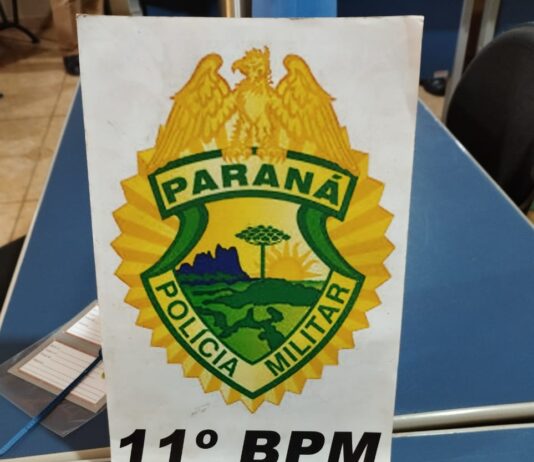 PARANÁ
POLÍCIA MILITAR
11º BPM